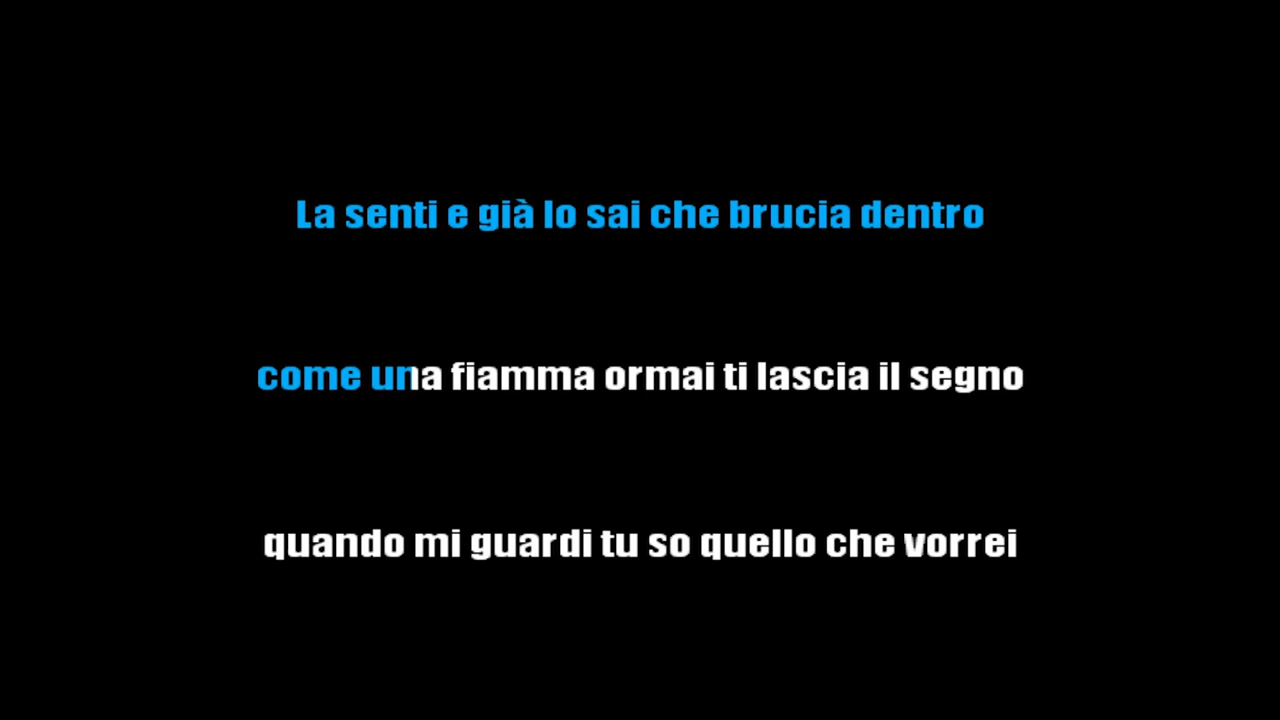 La senti e già lo sai che brucia dentro
come una fiamma ormai ti lascia il segno
quando mi guardi tu so quello che vorrei